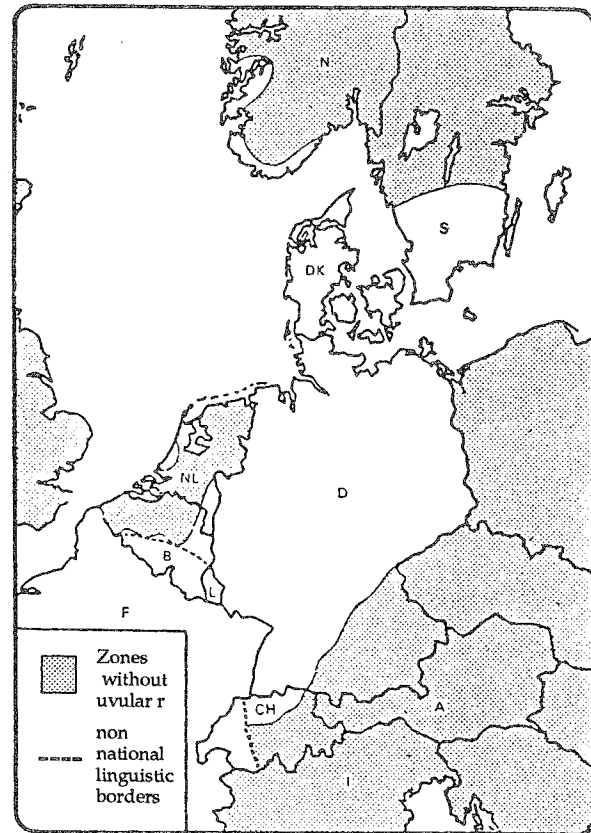 N
S
DK
NL
D
B
L
F
CH
A
I
Zones
without
uvular r
non
national
linguistic
borders